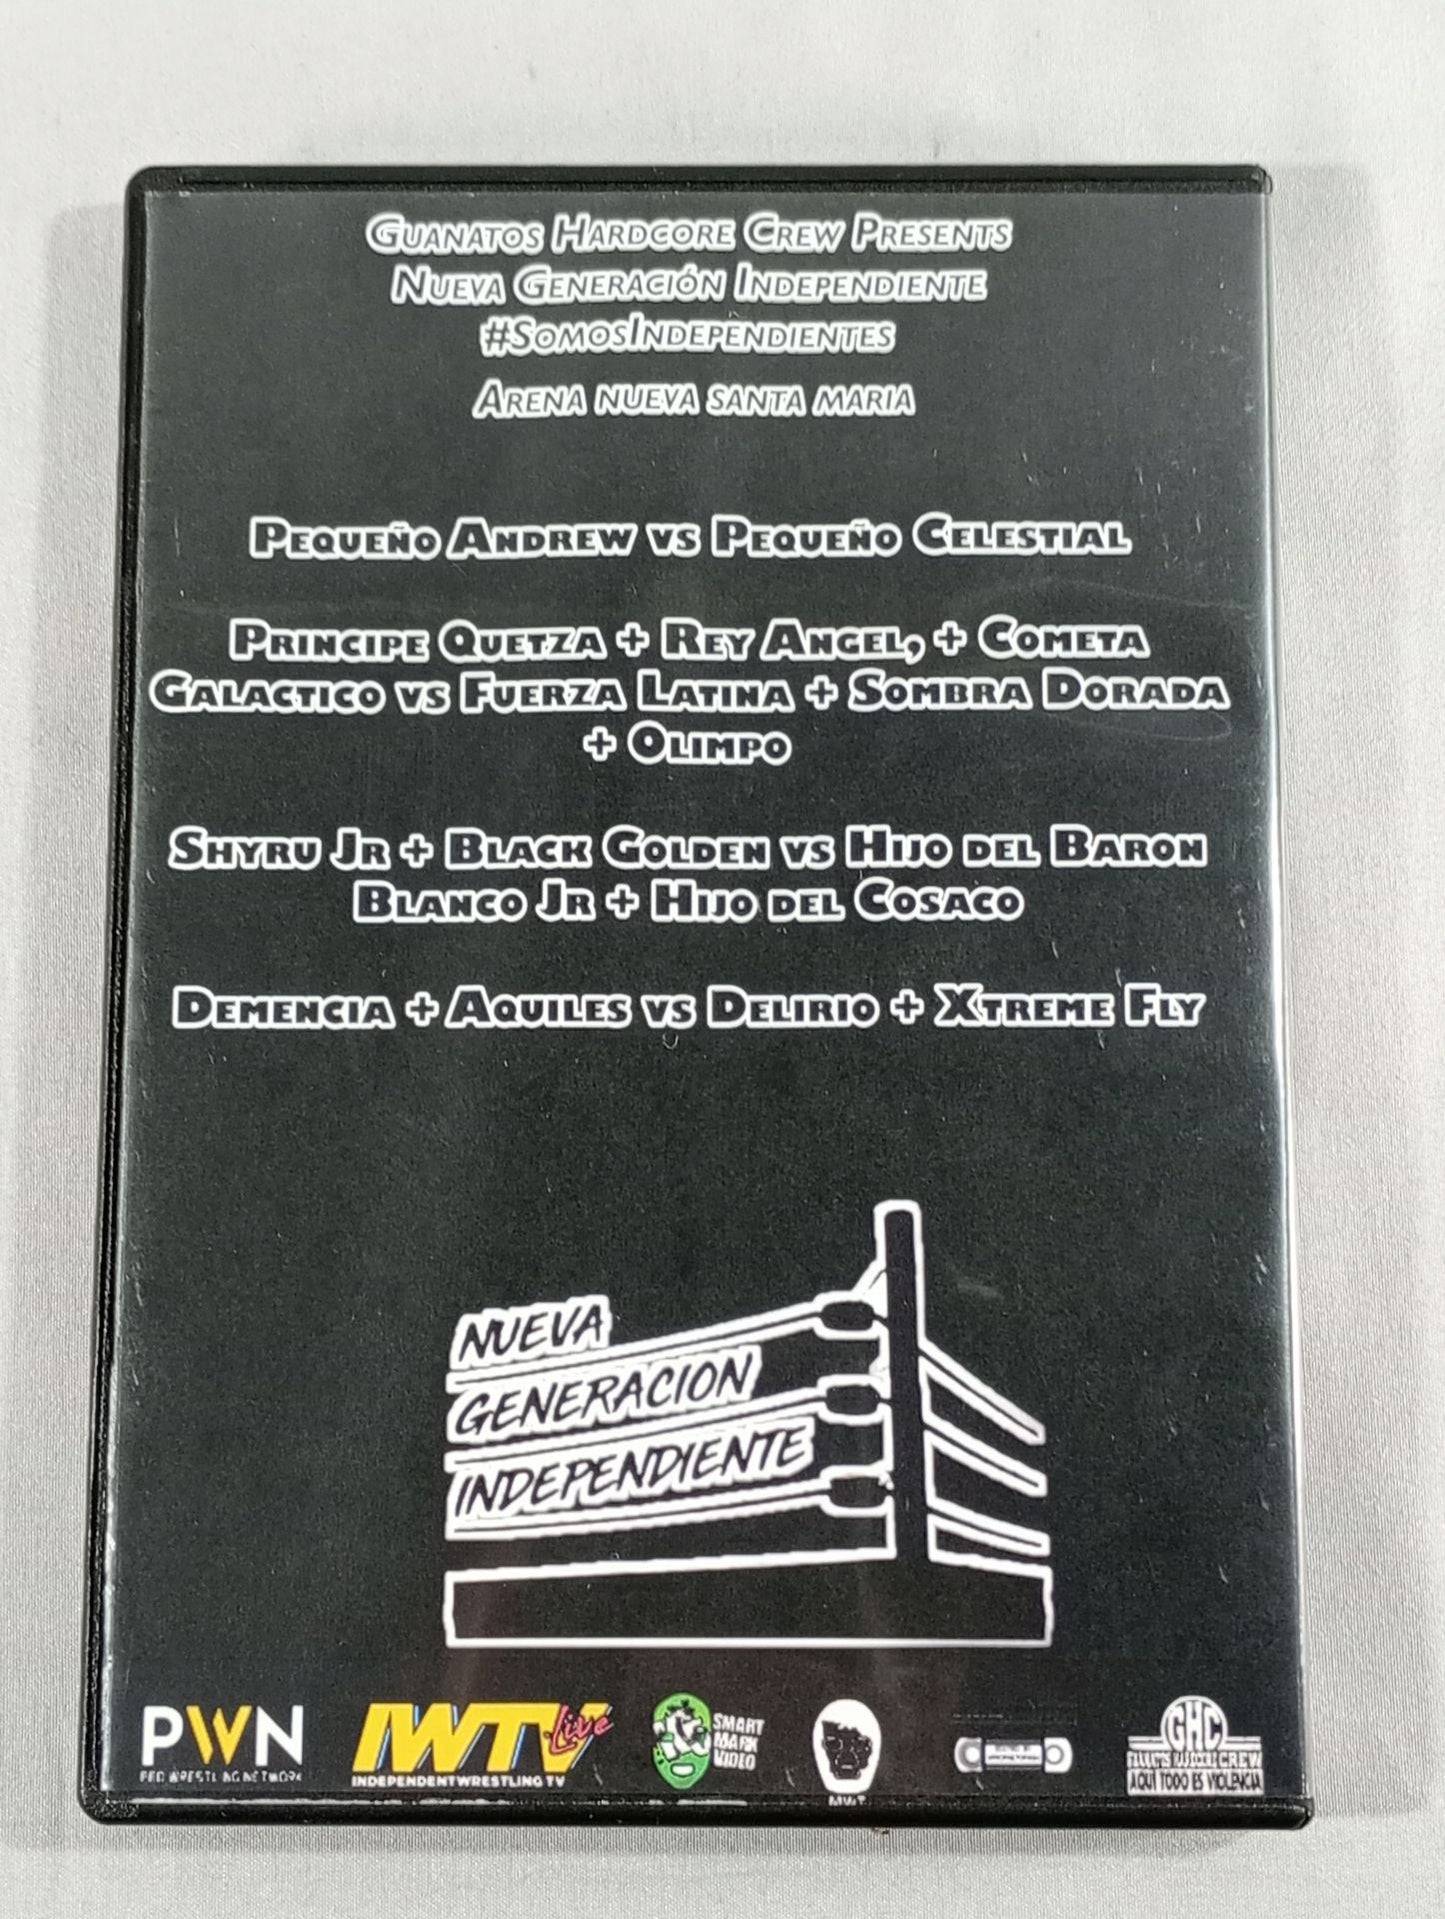 Guanatos Hardcore Crew Presents
Nueva Generación Independiente
#SomosIndependientes
Arena nueva santa maria
Pequeño Andrew vs Pequeño Celestial
Principe Quetza + Rey Angel, + Cometa
Galactico vs Fuerza Latina + Sombra Dorada
+ Olimpo
Shyru Jr + Black Golden vs Hijo del Baron
Blanco Jr + Hijo del Cosaco
Demencia + Aquiles vs Delirio + Xtreme Fly
NUEVA
GENERACION
INDEPENDIENTE
PWN
PRO WRESTLING NETWORK
IWTV Live
INDEPENDENTWRESTLING.TV
SMART
MARK
VIDEO
GHC
AQUI TODO ES VIOLENCIA